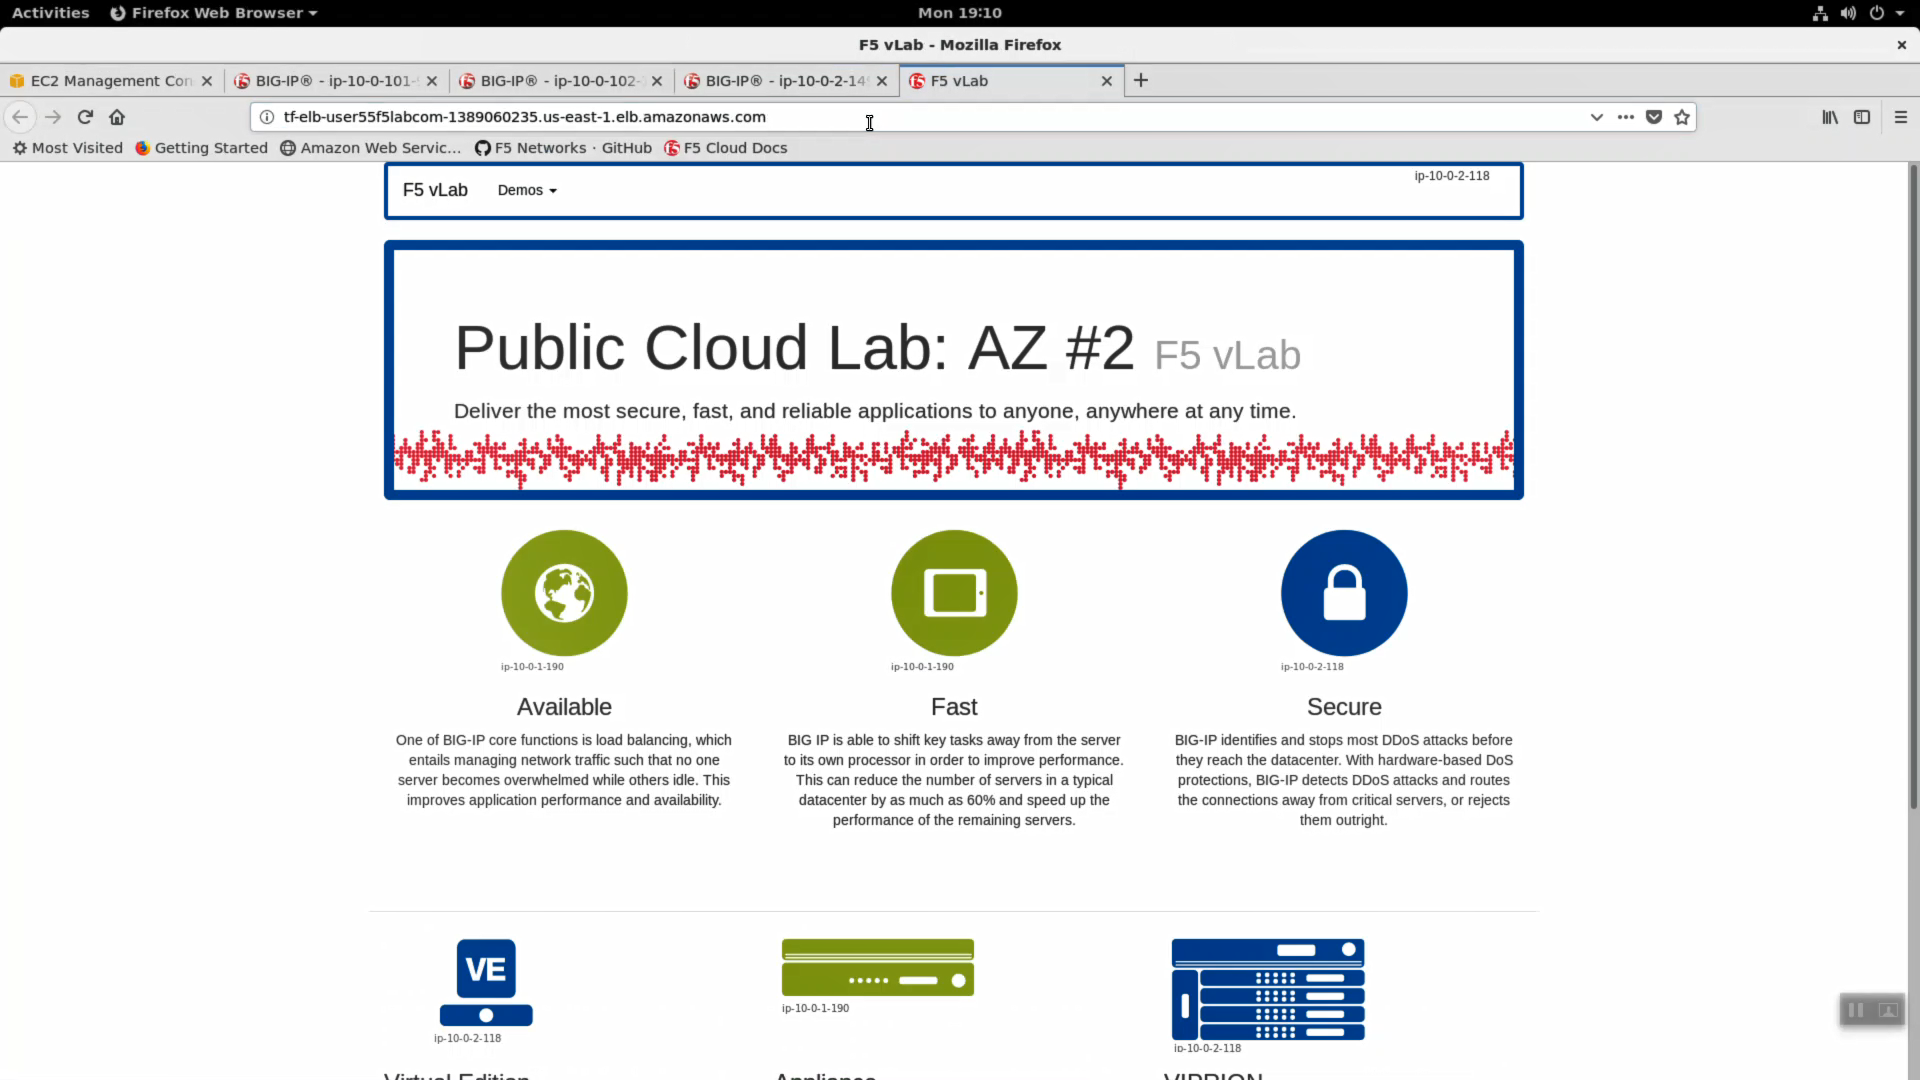 Activities Firefox Web Browser Mon 19:10
F5 vLab - Mozilla Firefox
EC2 Management Con BIG-IP® - ip-10-0-101- BIG-IP® - ip-10-0-102- BIG-IP® - ip-10-0-2-14 F5 vLab
tf-elb-user55f5labcom-1389060235.us-east-1.elb.amazonaws.com
Most Visited Getting Started Amazon Web Servic... F5 Networks · GitHub F5 Cloud Docs
F5 vLab Demos ip-10-0-2-118
Public Cloud Lab: AZ #2 F5 vLab
Deliver the most secure, fast, and reliable applications to anyone, anywhere at any time.
ip-10-0-1-190 ip-10-0-1-190 ip-10-0-2-118
Available
One of BIG-IP core functions is load balancing, which
entails managing network traffic such that no one
server becomes overwhelmed while others idle. This
improves application performance and availability.
Fast
BIG IP is able to shift key tasks away from the server
to its own processor in order to improve performance.
This can reduce the number of servers in a typical
datacenter by as much as 60% and speed up the
performance of the remaining servers.
Secure
BIG-IP identifies and stops most DDoS attacks before
they reach the datacenter. With hardware-based DoS
protections, BIG-IP detects DDoS attacks and routes
the connections away from critical servers, or rejects
them outright.
VE
ip-10-0-2-118
ip-10-0-1-190
ip-10-0-2-118
Virtual Edition Appliance VIPRION